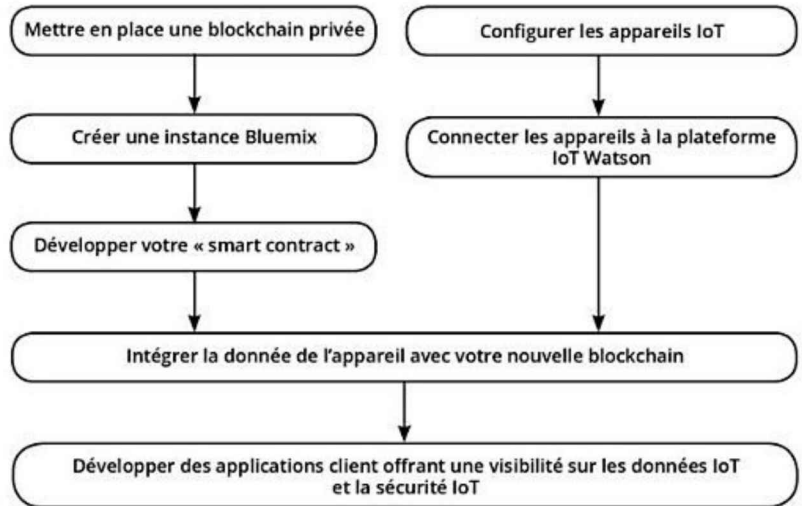 Mettre en place une blockchain privée
Configurer les appareils IoT
Créer une instance Bluemix
Connecter les appareils à la plateforme
IoT Watson
Développer votre « smart contract »
Intégrer la donnée de l'appareil avec votre nouvelle blockchain
Développer des applications client offrant une visibilité sur les données IoT
et la sécurité IoT